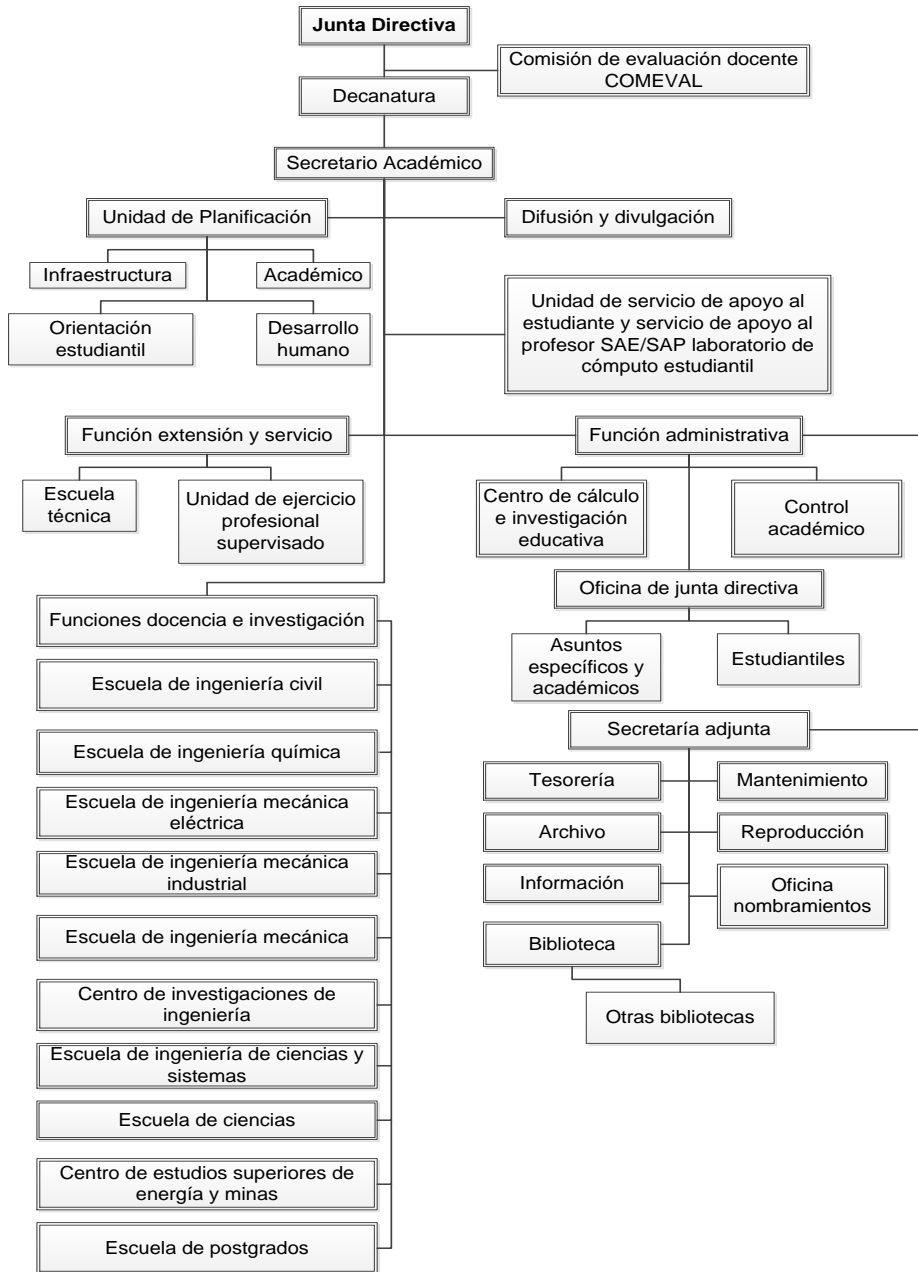 Junta Directiva
Comisión de evaluación docente
COMEVAL
Decanatura
Secretario Académico
Unidad de Planificación
Difusión y divulgación
Infraestructura
Académico
Orientación
estudiantil
Desarrollo
humano
Unidad de servicio de apoyo al
estudiante y servicio de apoyo al
profesor SAE/SAP laboratorio de
cómputo estudiantil
Función extensión y servicio
Función administrativa
Escuela
técnica
Unidad de ejercicio
profesional
supervisado
Centro de cálculo
e investigación
educativa
Control
académico
Oficina de junta directiva
Asuntos
específicos y
académicos
Estudiantiles
Secretaría adjunta
Tesorería
Mantenimiento
Archivo
Reproducción
Información
Oficina
nombramientos
Biblioteca
Otras bibliotecas
Funciones docencia e investigación
Escuela de ingeniería civil
Escuela de ingeniería química
Escuela de ingeniería mecánica
eléctrica
Escuela de ingeniería mecánica
industrial
Escuela de ingeniería mecánica
Centro de investigaciones de
ingeniería
Escuela de ingeniería de ciencias y
sistemas
Escuela de ciencias
Centro de estudios superiores de
energía y minas
Escuela de postgrados